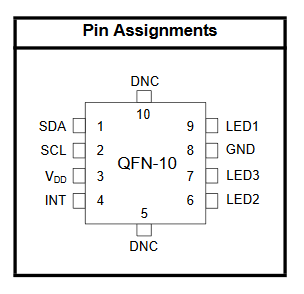 Pin Assignments
DNC
10
SDA 1 9 LED1
SCL 2 8 GND
QFN-10
VDD 3 7 LED3
INT 4 6 LED2
5
DNC